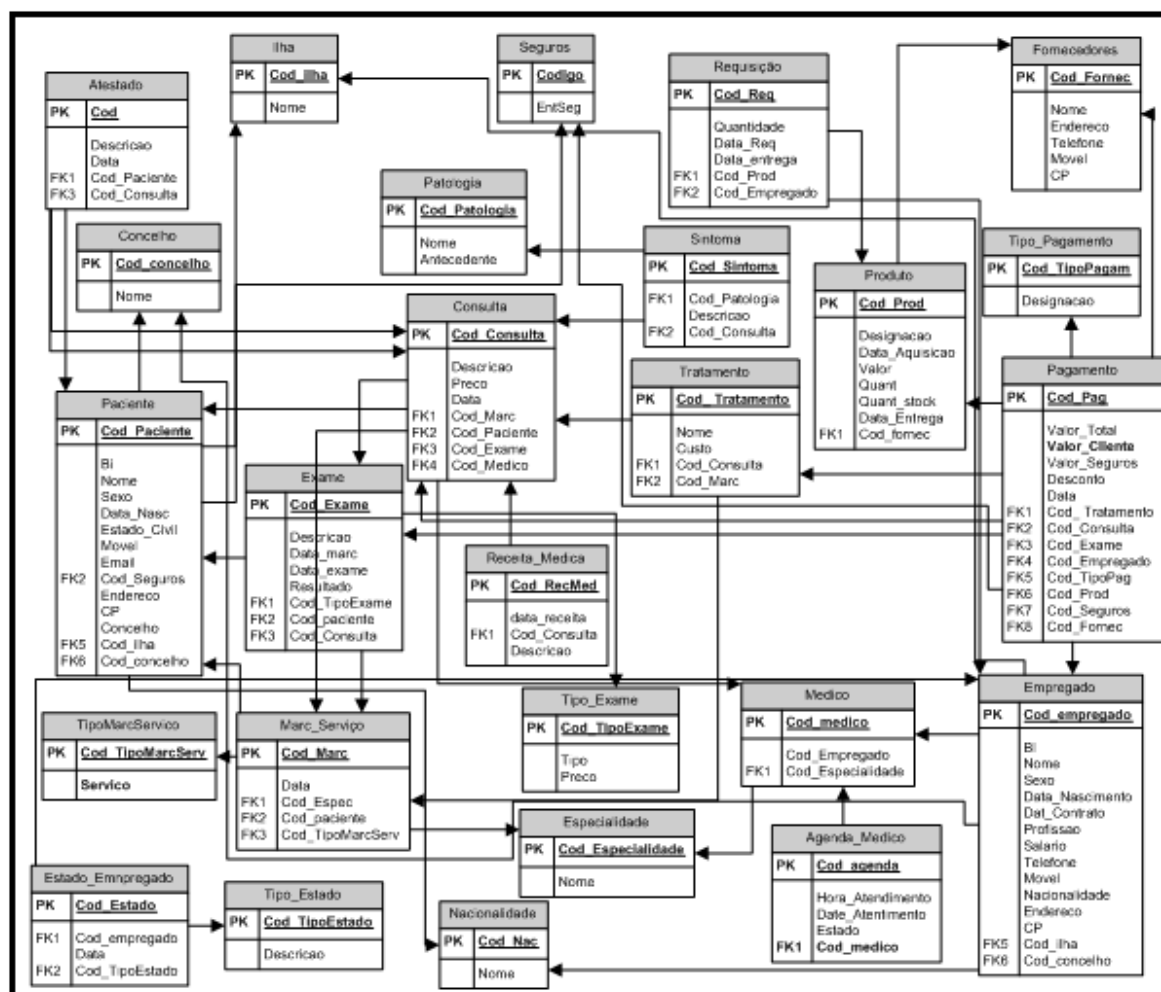 Ilha
PK Cod_Ilha
Nome
Seguros
PK Codigo
EntSeg
Requisição
PK Cod_Req
Quantidade
Data_Req
Data_entrega
FK1 Cod_Prod
FK2 Cod_Empregado
Fornecedores
PK Cod_Fornec
Nome
Endereco
Telefone
Movel
CP
Atestado
PK Cod
Descricao
Data
FK1 Cod_Paciente
FK3 Cod_Consulta
Patologia
PK Cod_Patologia
Nome
Antecedente
Concelho
PK Cod_concelho
Nome
Sintoma
PK Cod_Sintoma
FK1 Cod_Patologia
Descricao
FK2 Cod_Consulta
Tipo_Pagamento
PK Cod_TipoPagam
Designacao
Produto
PK Cod_Prod
Designacao
Data_Aquisicao
Valor
Quant
Quant_stock
Data_Entrega
FK1 Cod_fornec
Consulta
PK Cod_Consulta
Descricao
Preco
Data
FK1 Cod_Marc
FK2 Cod_Paciente
FK3 Cod_Exame
FK4 Cod_Medico
Tratamento
PK Cod_ Tratamento
Nome
Custo
FK1 Cod_Consulta
FK2 Cod_Marc
Pagamento
PK Cod_Pag
Valor_Total
Valor_Cliente
Valor_Seguros
Desconto
Data
FK1 Cod_ Tratamento
FK2 Cod_Consulta
FK3 Cod_Exame
FK4 Cod_Empregado
FK5 Cod_TipoPag
FK6 Cod_Prod
FK7 Cod_Seguros
FK8 Cod_Fornec
Paciente
PK Cod_Paciente
Bi
Nome
Sexo
Data_Nasc
Estado_Civil
Movel
Email
FK2 Cod_Seguros
Endereco
CP
Concelho
FK5 Cod_Ilha
FK6 Cod_concelho
Exame
PK Cod_Exame
Descricao
Data_marc
Data_exame
Resultado
FK1 Cod_TipoExame
FK2 Cod_paciente
FK3 Cod_Consulta
Receita_Medica
PK Cod_RecMed
data_receita
FK1 Cod_Consulta
Descricao
TipoMarcServico
PK Cod_TipoMarcServ
Servico
Marc_Serviço
PK Cod_Marc
Data
FK1 Cod_Espec
FK2 Cod_paciente
FK3 Cod_TipoMarcServ
Tipo_Exame
PK Cod_TipoExame
Tipo
Preco
Medico
PK Cod_medico
Cod_Empregado
FK1 Cod_Especialidade
Empregado
PK Cod_empregado
BI
Nome
Sexo
Data_Nascimento
Dat_Contrato
Profissao
Salario
Telefone
Movel
Nacionalidade
Endereco
CP
FK5 Cod_ilha
FK6 Cod_concelho
Especialidade
PK Cod_Especialidade
Nome
Agenda_Medico
PK Cod_agenda
Hora_Atendimento
Date_Atentimento
Estado
FK1 Cod_medico
Estado_Emnpregado
PK Cod_Estado
FK1 Cod_empregado
Data
FK2 Cod_TipoEstado
Tipo_Estado
PK Cod_TipoEstado
Descricao
Nacionalidade
PK Cod_Nac
Nome